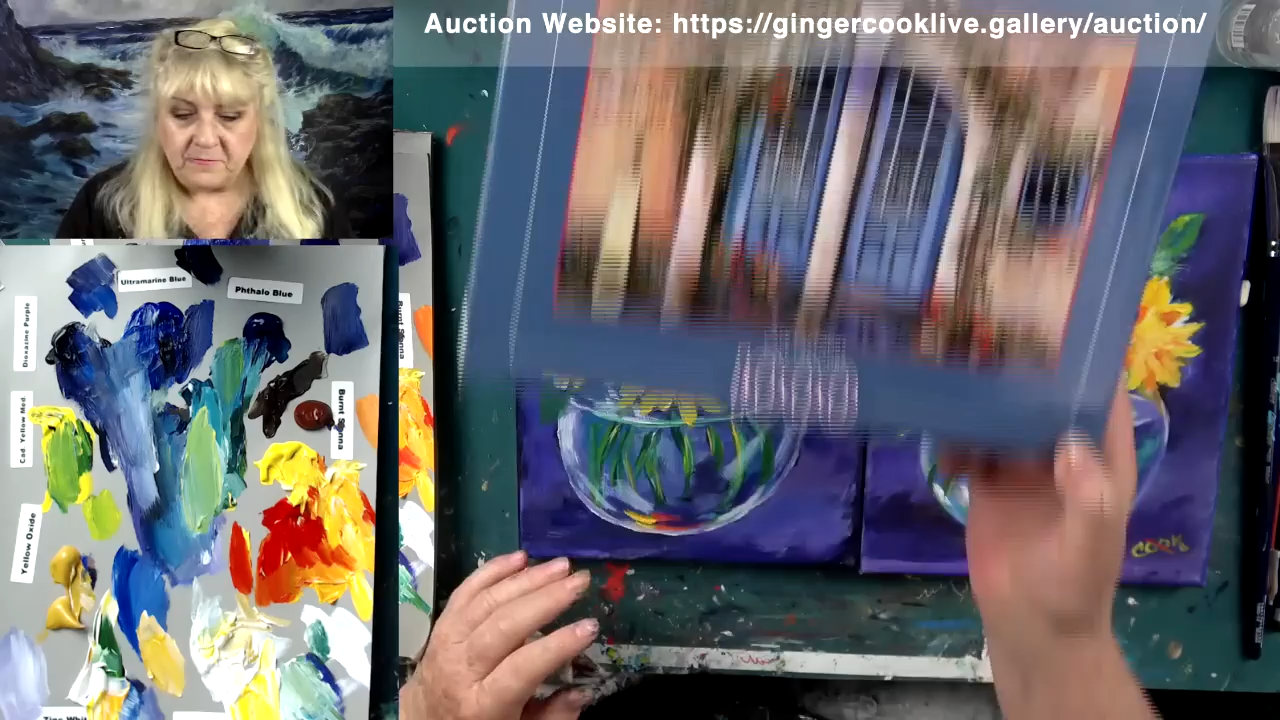 Auction Website: https://gingercooklive.gallery/auction/
Ultramarine Blue
Phthalo Blue
Dioxazine Purple
Cad. Yellow Med.
Burnt Sienna
Yellow Oxide
COOK